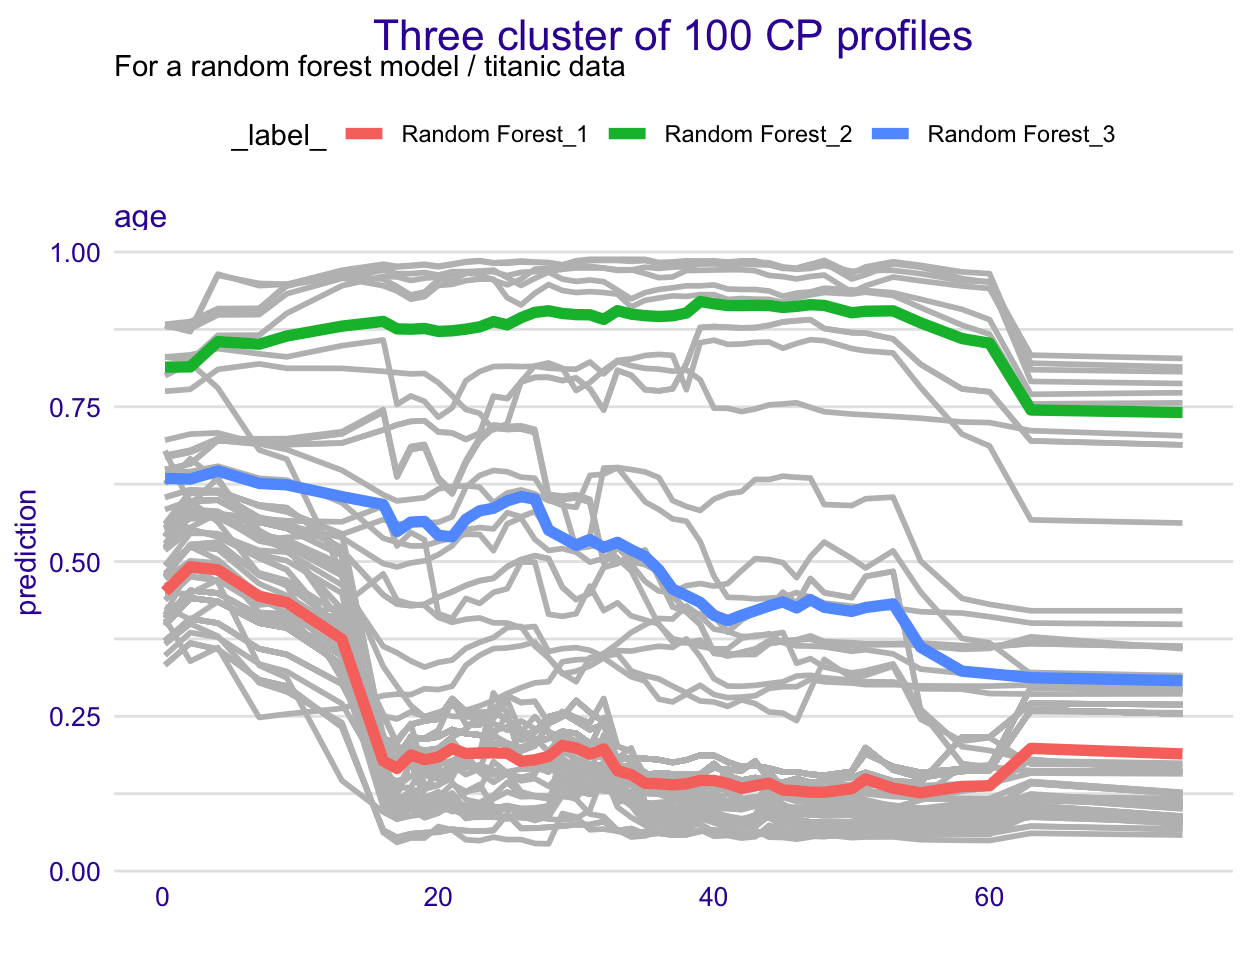 Three cluster of 100 CP profiles
For a random forest model / titanic data
_label_ Random Forest_1 Random Forest_2 Random Forest_3
age
1.00
0.75
0.50
0.25
0.00
prediction
0 20 40 60